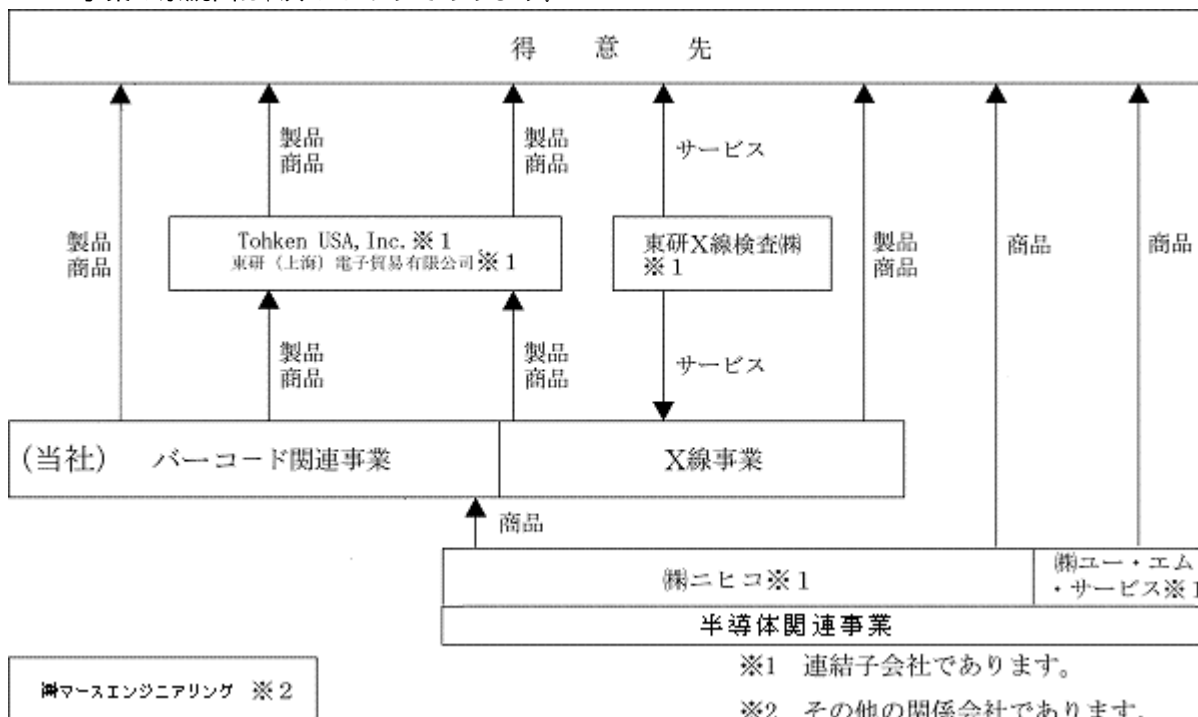 得意先
製品
商品
製品
商品
サービス
製品
商品
Tohken USA, Inc.※1
東研（上海）電子貿易有限公司※1
東研X線検査㈱
※1
製品
商品
商品
商品
製品
商品
製品
商品
サービス
（当社） バーコード関連事業
X線事業
商品
㈱ニヒコ※1
㈱ユー・エム
・サービス※1
半導体関連事業
マースエンジニアリング ※2
※1 連結子会社であります。
※2 その他の関係会社であります。